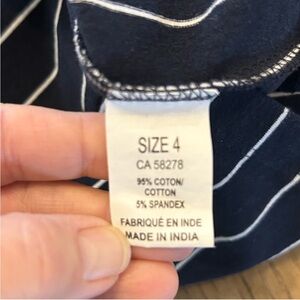 SIZE 4
CA 58278
95% COTON/
COTTON
5% SPANDEX
FABRIQUÉ EN INDE
MADE IN INDIA